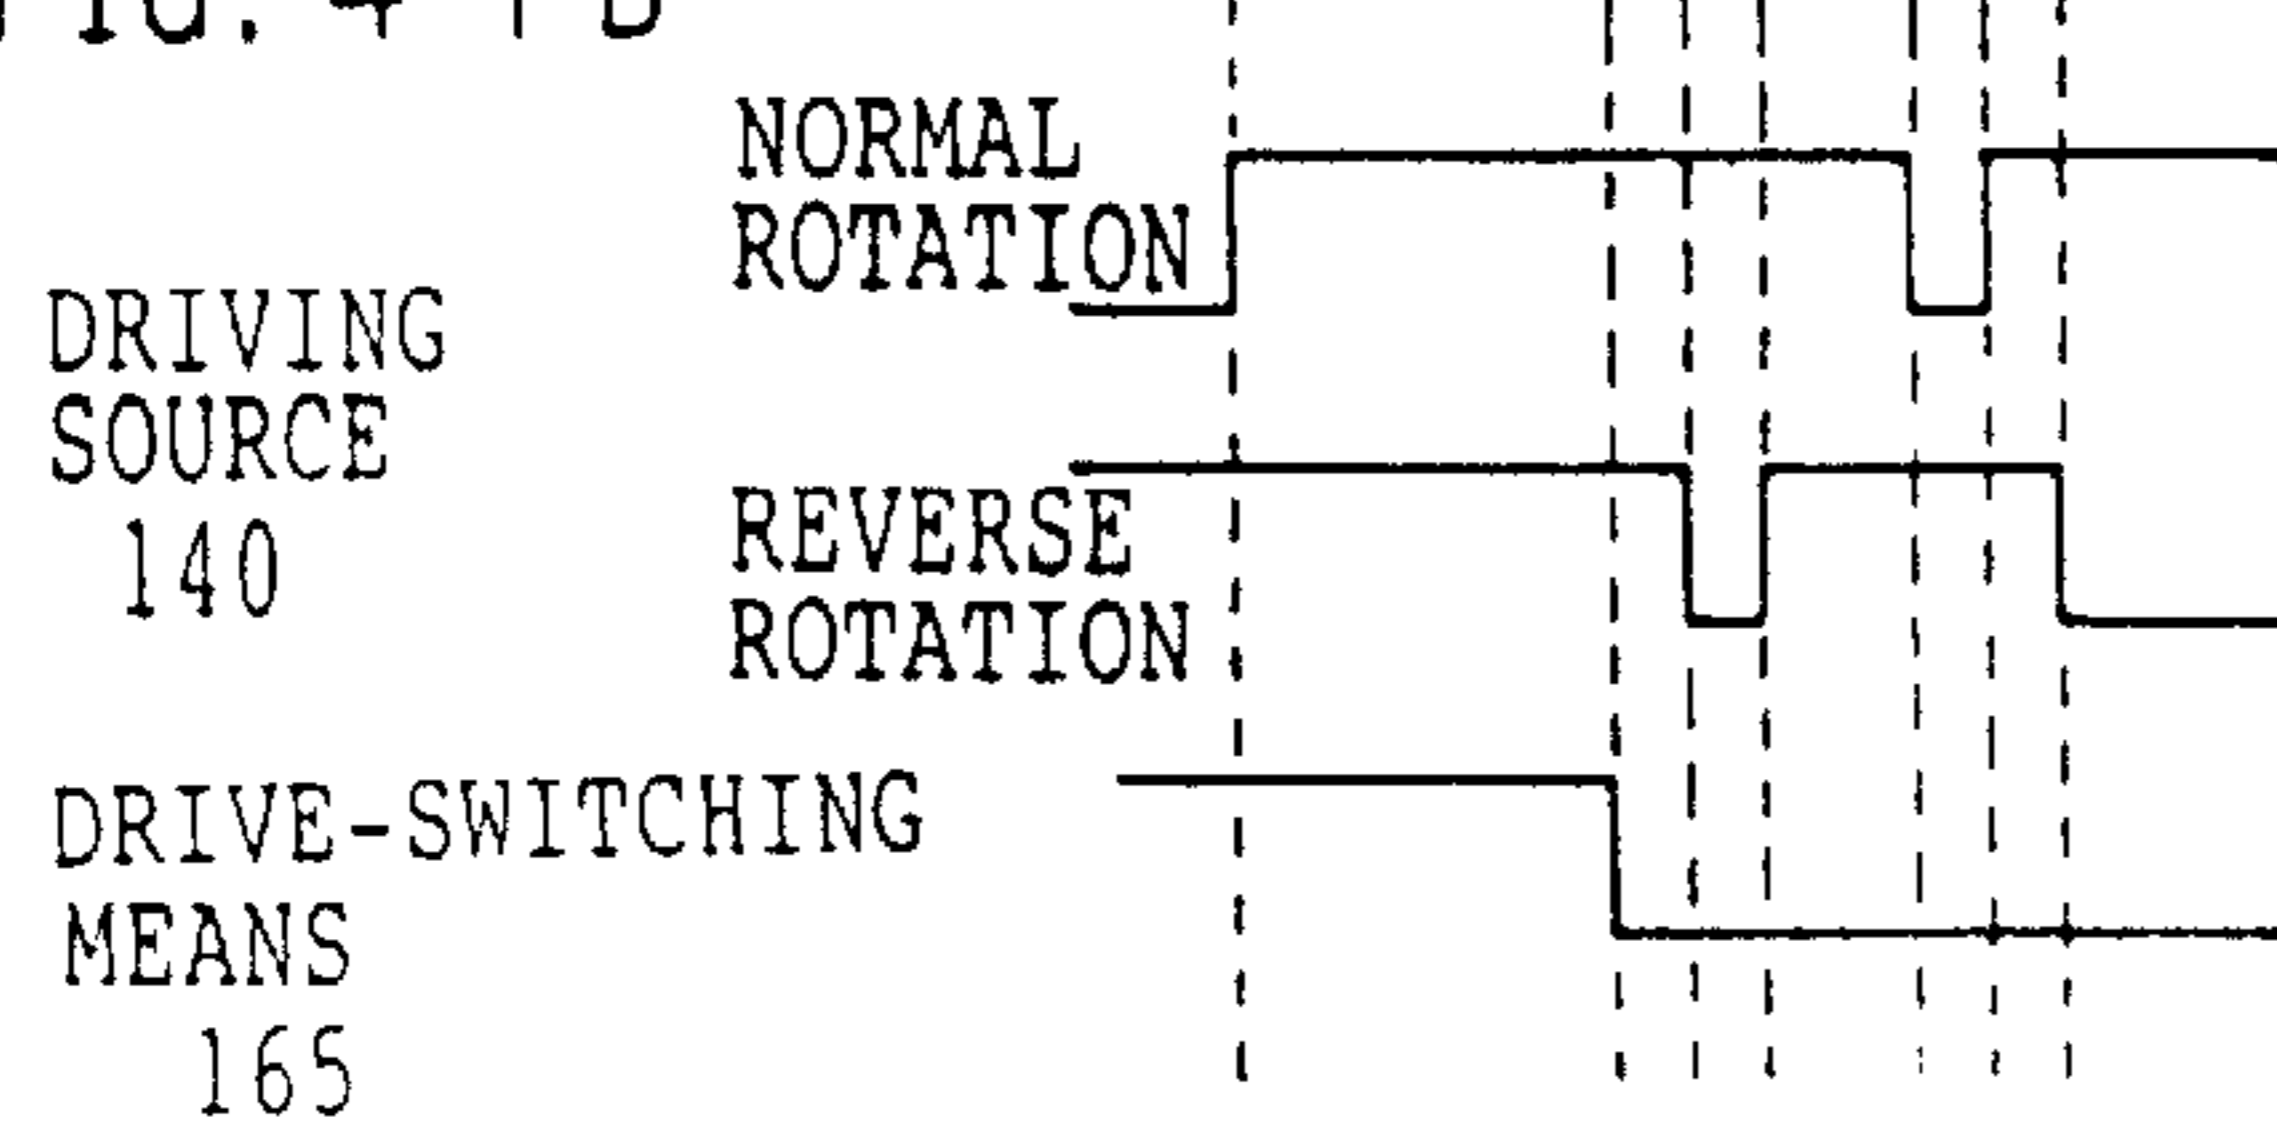 NORMAL
ROTATION
DRIVING
SOURCE
140
REVERSE
ROTATION
DRIVE-SWITCHING
MEANS
165